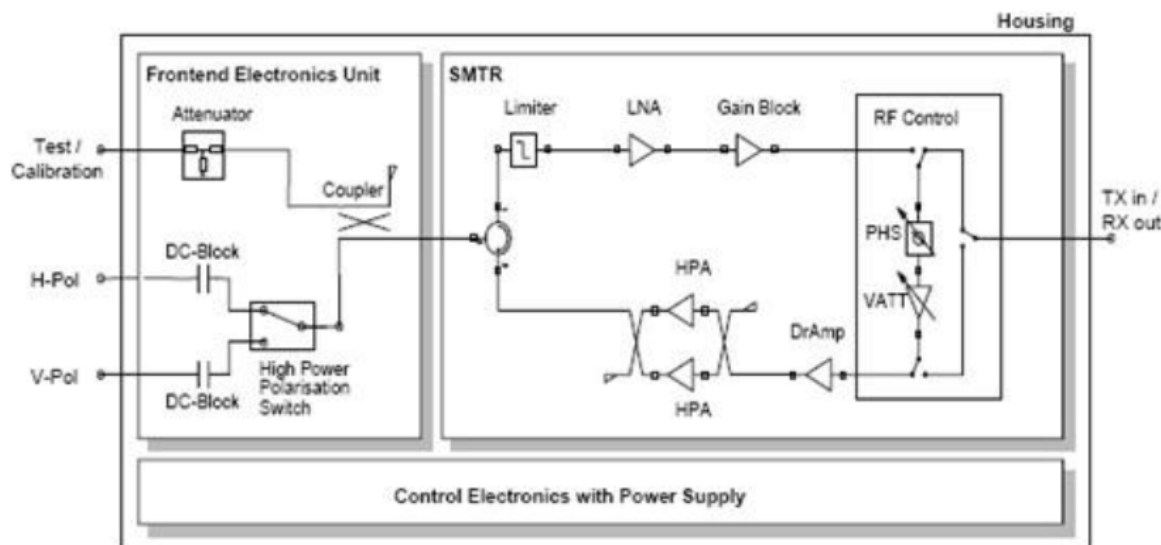 Housing
Frontend Electronics Unit
SMTR
Attenuator
Limiter
LNA
Gain Block
RF Control
Test /
Calibration
Coupler
TX in /
RX out
PHS
DC-Block
HPA
H-Pol
VATT
DrAmp
V-Pol
High Power
Polarisation
Switch
DC-Block
HPA
Control Electronics with Power Supply